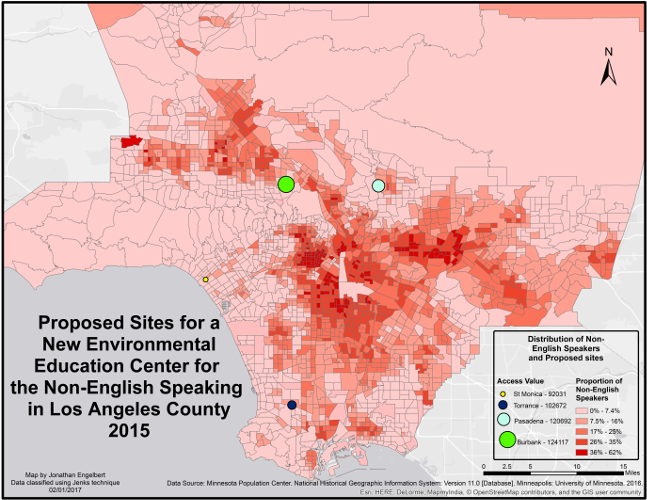 N
Proposed Sites for a
New Environmental
Education Center for
the Non-English Speaking
in Los Angeles County
2015
Map by Jonathan Engelbert
Data classified using Jenks technique
02/01/2017
Distribution of Non-
English Speakers
and Proposed sites
Access Value
St Monica - 92031
Torrance - 102672
Pasadena - 120692
Burbank - 124117
Proportion of
Non-English
Speakers
0% - 7.4%
7.5% - 16%
17% - 25%
26% - 35%
36% - 62%
0 2.5 5 10 15
Miles
Data Source: Minnesota Population Center. National Historical Geographic Information System: Version 11.0 [Database]. Minneapolis: University of Minnesota. 2016.
Esri, HERE, DeLorme, MapmyIndia, © OpenStreetMap contributors, and the GIS user community